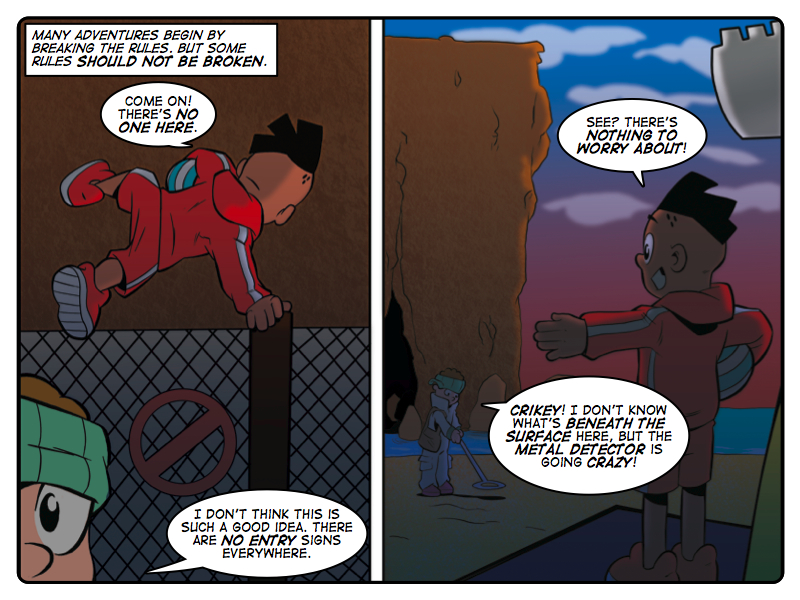 MANY ADVENTURES BEGIN BY
BREAKING THE RULES. BUT SOME
RULES SHOULD NOT BE BROKEN.
COME ON!
THERE'S NO
ONE HERE.
I DON'T THINK THIS IS
SUCH A GOOD IDEA. THERE
ARE NO ENTRY SIGNS
EVERYWHERE.
SEE? THERE'S
NOTHING TO
WORRY ABOUT!
CRIKEY! I DON'T KNOW
WHAT'S BENEATH THE
SURFACE HERE, BUT THE
METAL DETECTOR IS
GOING CRAZY!